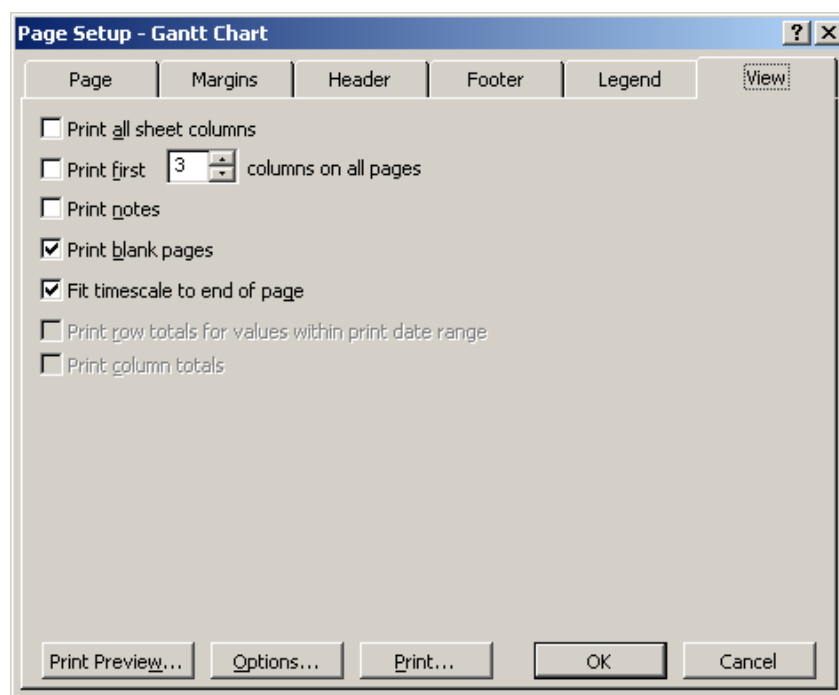 Page Setup - Gantt Chart
Page Margins Header Footer Legend View
Print all sheet columns
Print first 3 columns on all pages
Print notes
Print blank pages
Fit timescale to end of page
Print row totals for values within print date range
Print column totals
Print Preview... Options... Print... OK Cancel